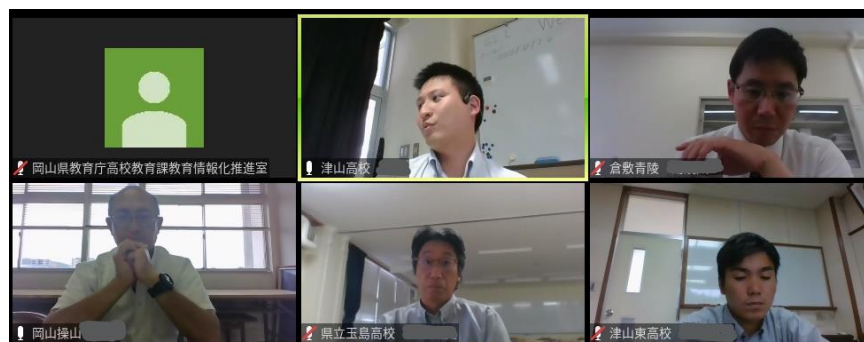 岡山県教育庁高校教育課教育情報化推進室
津山高校
倉敷青陵
岡山操山
県立玉島高校
津山東高校